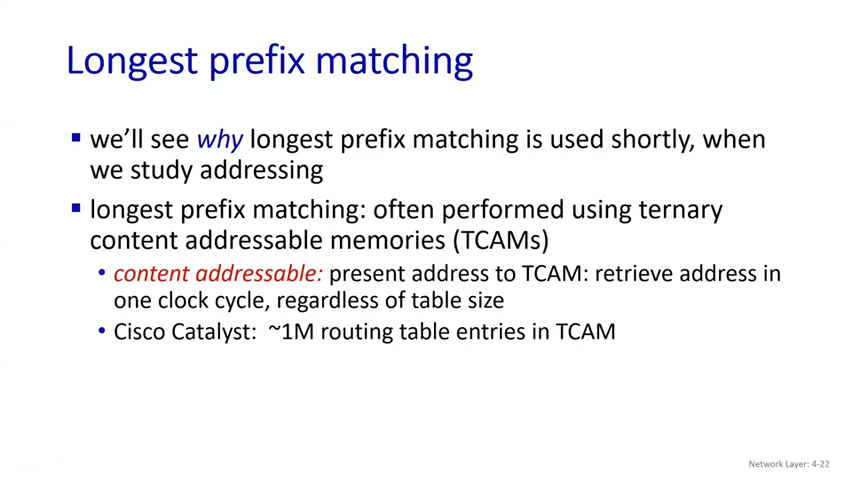 Longest prefix matching
▪ we’ll see why longest prefix matching is used shortly, when
we study addressing
▪ longest prefix matching: often performed using ternary
content addressable memories (TCAMs)
• content addressable: present address to TCAM: retrieve address in
one clock cycle, regardless of table size
• Cisco Catalyst: ~1M routing table entries in TCAM
Network Layer: 4-22